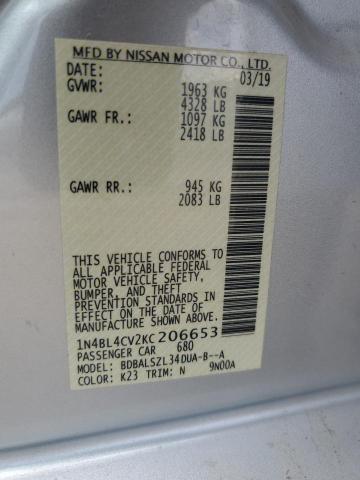 MFD BY NISSAN MOTOR CO., LTD.
DATE: 03/19
GVWR: 1963 KG
4328 LB
GAWR FR: 1097 KG
2418 LB
GAWR RR: 945 KG
2083 LB
THIS VEHICLE CONFORMS TO
ALL APPLICABLE FEDERAL
MOTOR VEHICLE SAFETY,
BUMPER, AND THEFT
PREVENTION STANDARDS IN
EFFECT ON THE DATE OF
MANUFACTURE SHOWN ABOVE.
1N4BL4CV2KC206653
PASSENGER CAR 680
MODEL: BDBALSZL34DUA-B--A
COLOR: K23 TRIM: N 9N00A